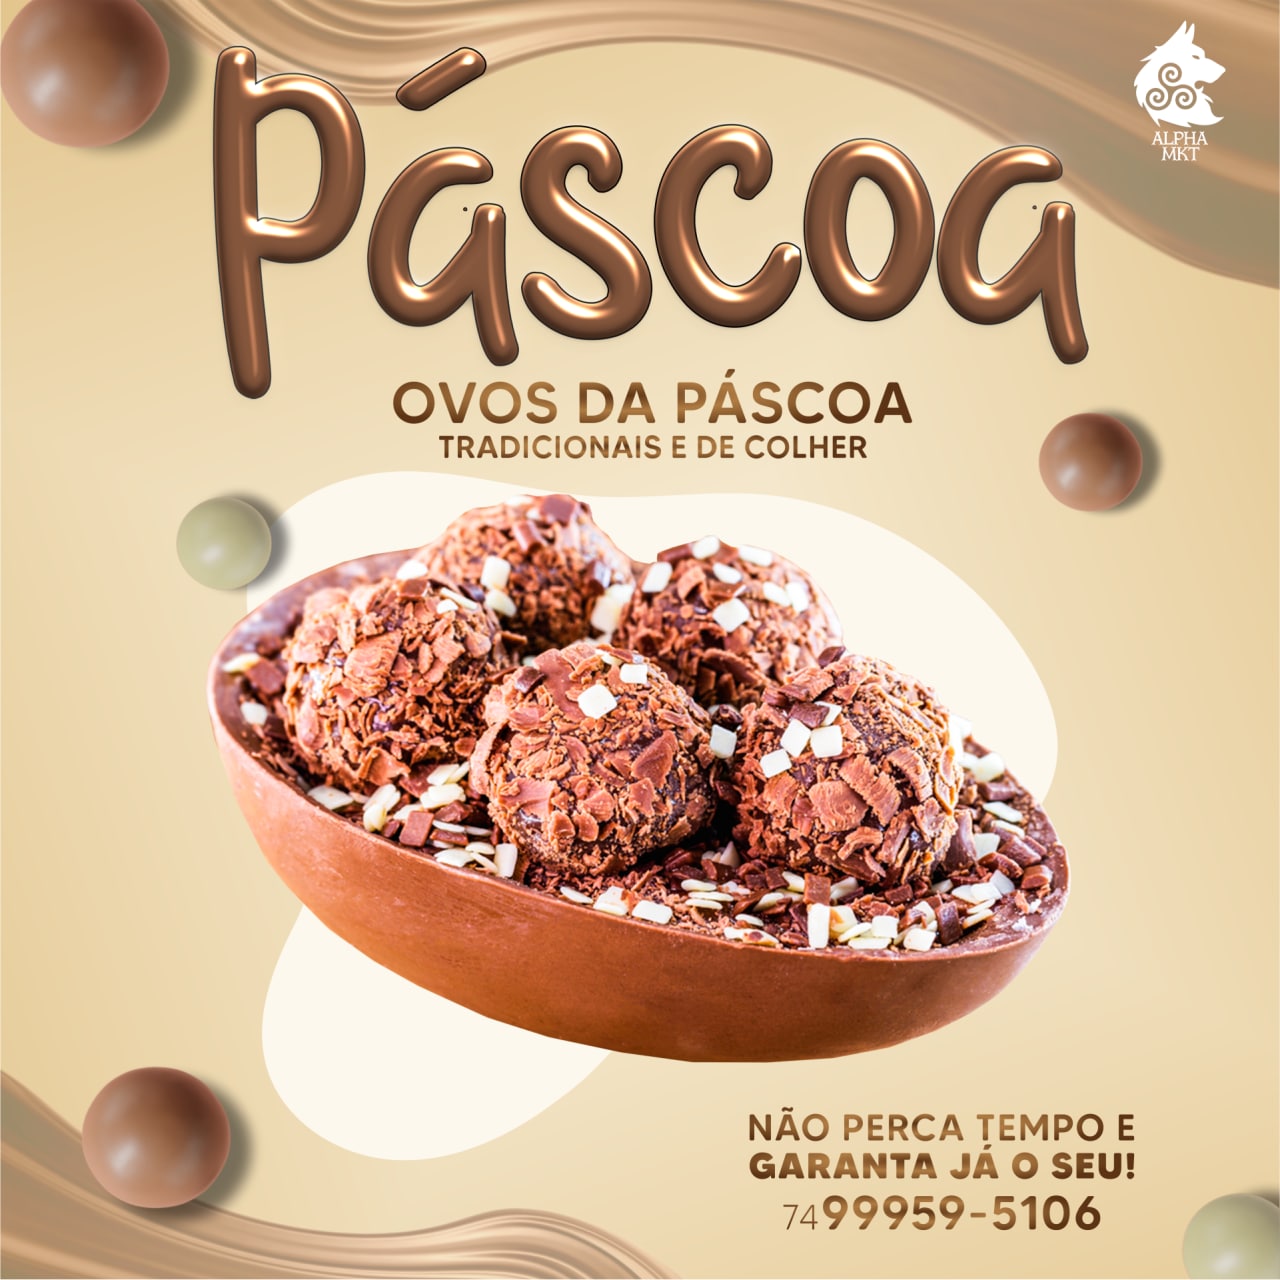 Páscoa
ALPHA
MKT
OVOS DA PÁSCOA
TRADICIONAIS E DE COLHER
NÃO PERCA TEMPO E
GARANTA JÁ O SEU!
74 99959-5106